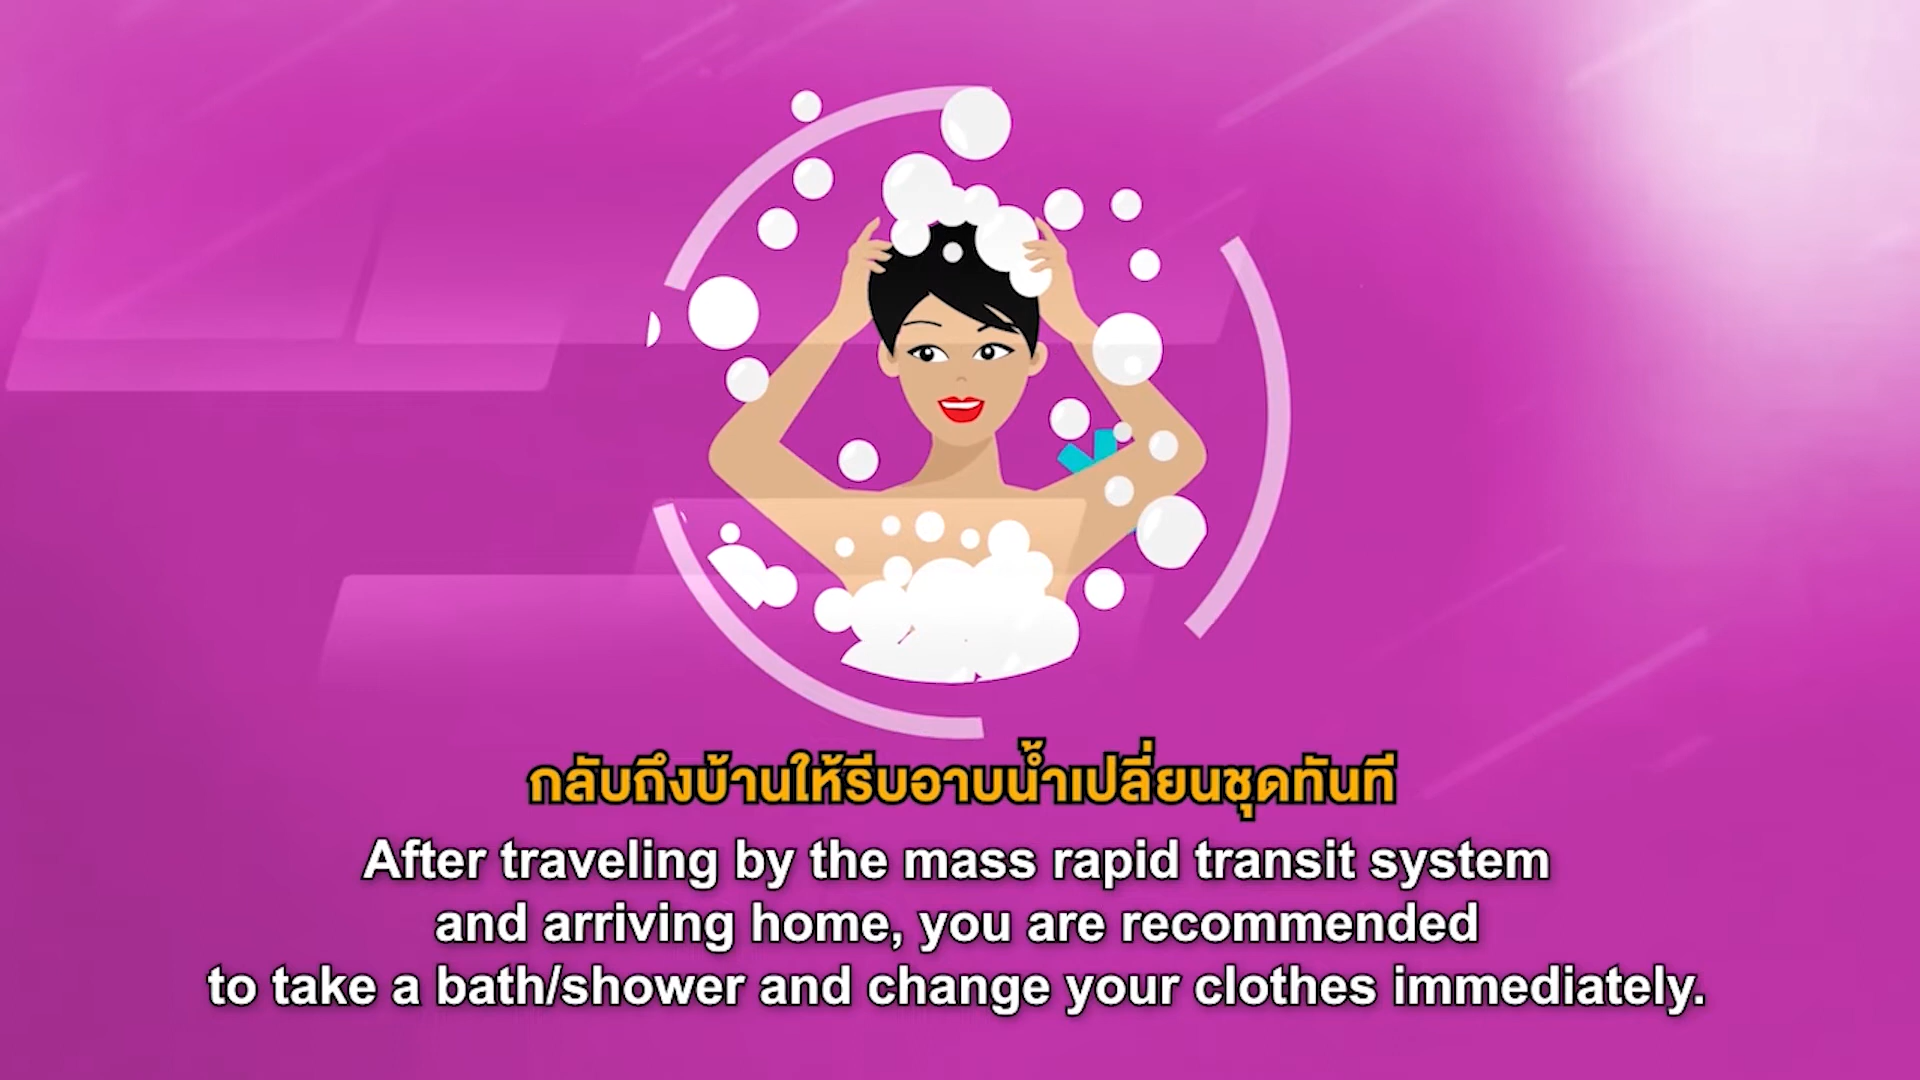 กลับถึงบ้านให้รีบอาบน้ำเปลี่ยนชุดทันที
After traveling by the mass rapid transit system
and arriving home, you are recommended
to take a bath/shower and change your clothes immediately.